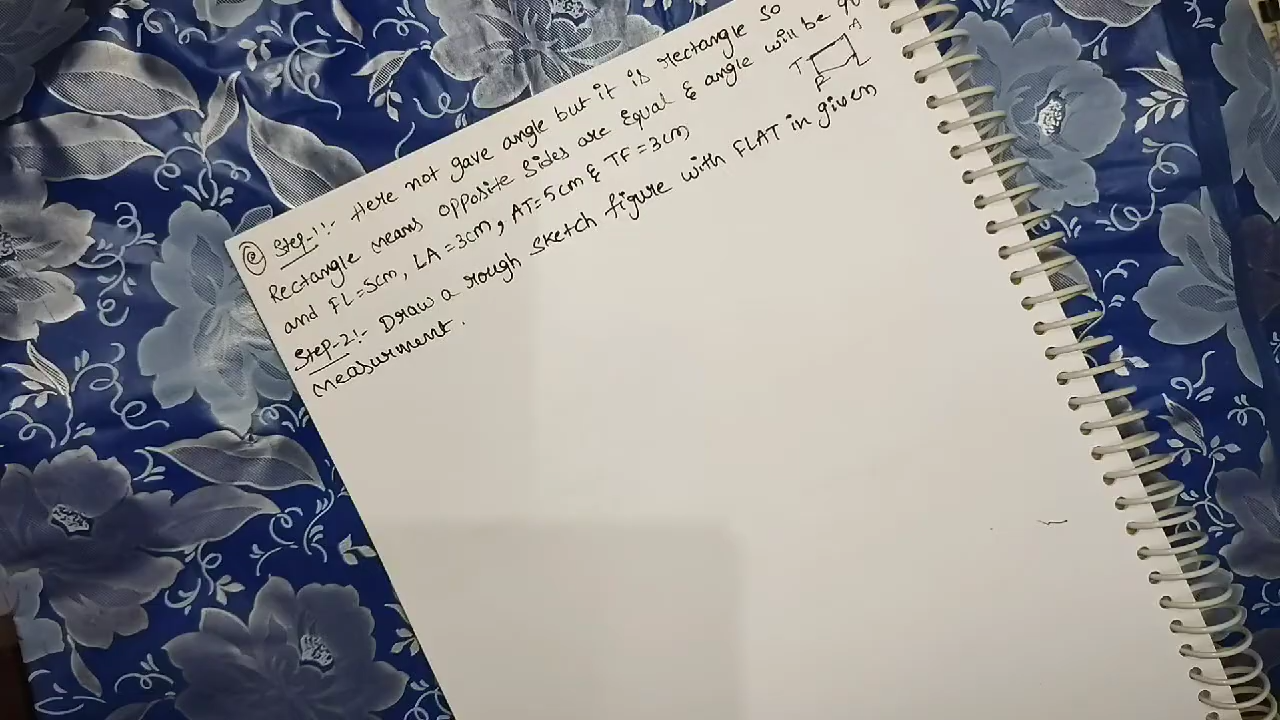 (e) Step-1:- Here not gave angle but it is rectangle so
Rectangle means opposite sides are Equal & angle will be 90
and FL=5cm, LA=3cm, AT=5cm & TF=3cm
Step-2:- Draw a rough sketch figure with FLAT in given
measurment.
T A
F L